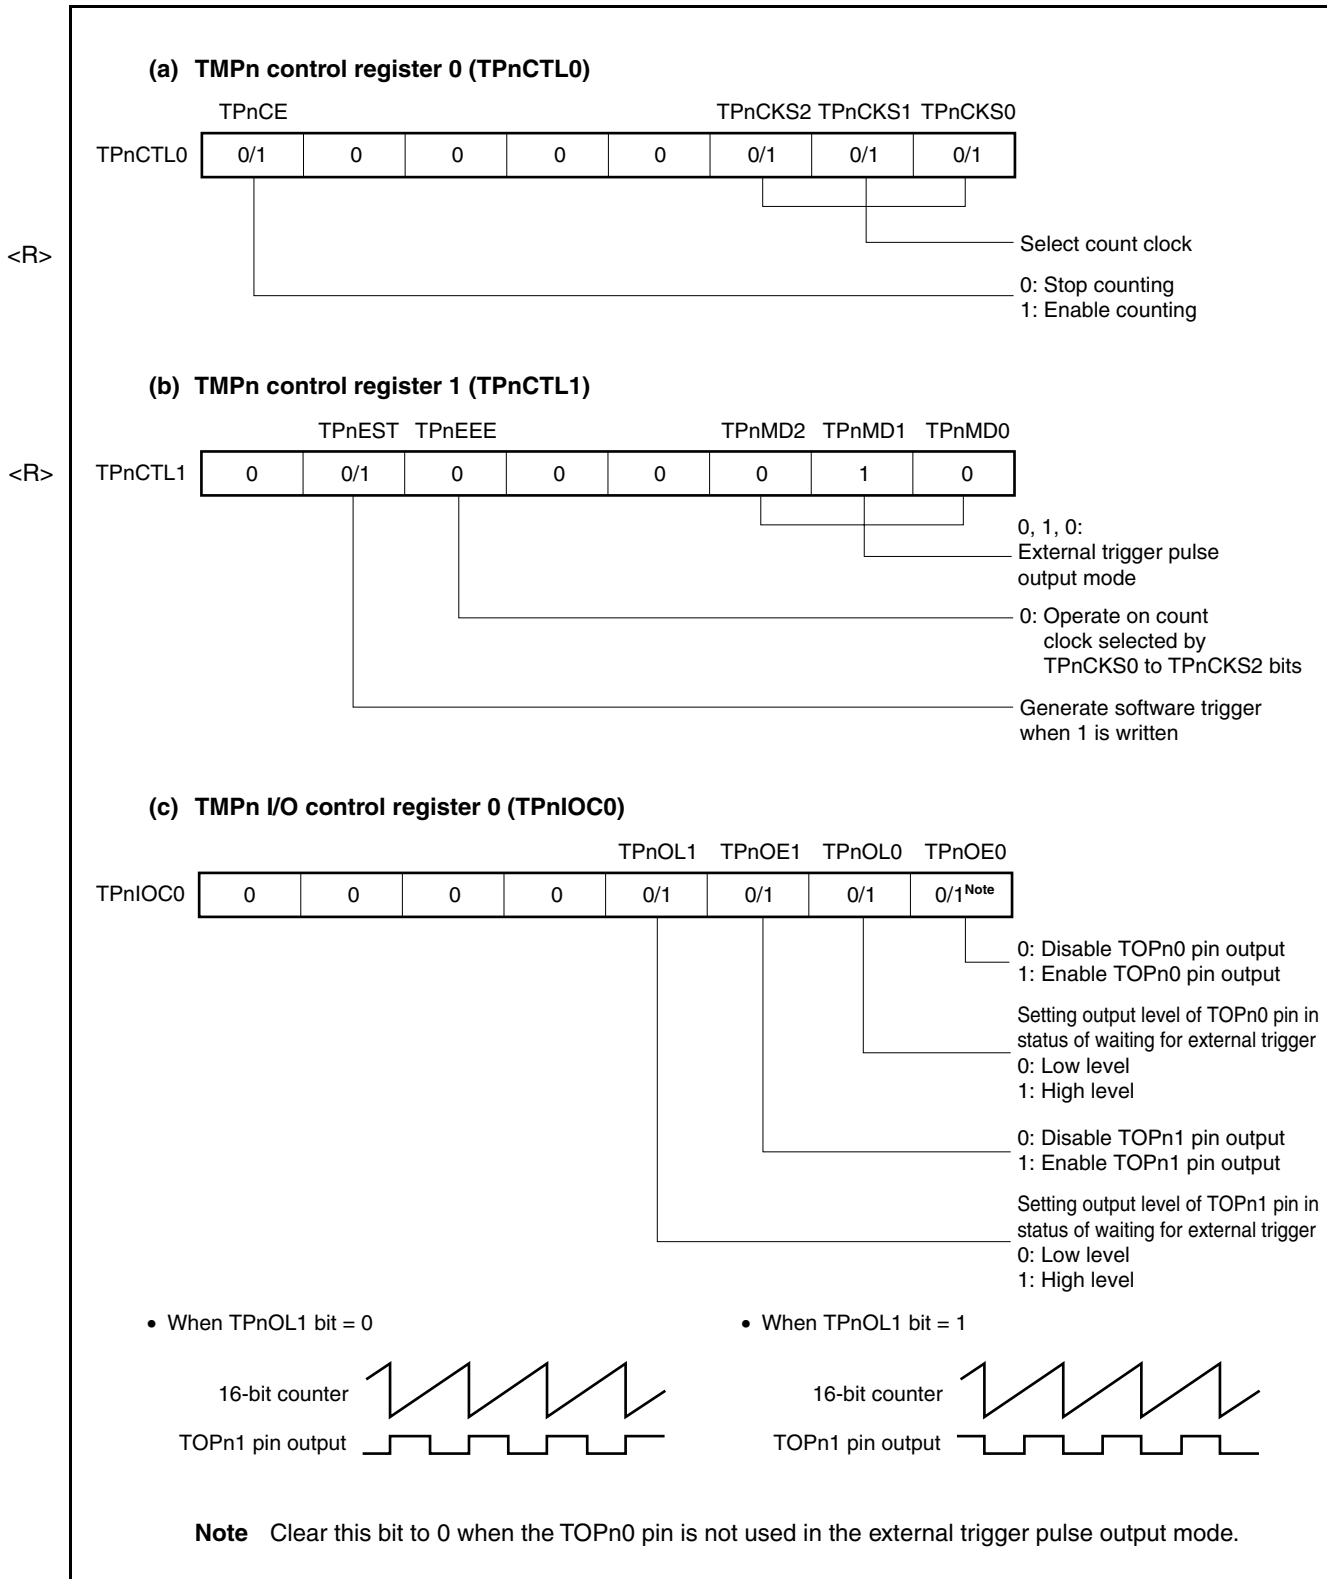 (a) TMPn control register 0 (TPnCTL0)
TPnCE TPnCKS2 TPnCKS1 TPnCKS0
TPnCTL0 0/1 0 0 0 0 0/1 0/1 0/1
Select count clock
<R>
0: Stop counting
1: Enable counting
(b) TMPn control register 1 (TPnCTL1)
TPnEST TPnEEE TPnMD2 TPnMD1 TPnMD0
<R> TPnCTL1 0 0/1 0 0 0 0 1 0
0, 1, 0:
External trigger pulse
output mode
0: Operate on count
clock selected by
TPnCKS0 to TPnCKS2 bits
Generate software trigger
when 1 is written
(c) TMPn I/O control register 0 (TPnIOC0)
TPnOL1 TPnOE1 TPnOL0 TPnOE0
TPnIOC0 0 0 0 0 0/1 0/1 0/1 0/1Note
0: Disable TOPn0 pin output
1: Enable TOPn0 pin output
Setting output level of TOPn0 pin in
status of waiting for external trigger
0: Low level
1: High level
0: Disable TOPn1 pin output
1: Enable TOPn1 pin output
Setting output level of TOPn1 pin in
status of waiting for external trigger
0: Low level
1: High level
• When TPnOL1 bit = 0
16-bit counter
TOPn1 pin output
• When TPnOL1 bit = 1
16-bit counter
TOPn1 pin output
Note Clear this bit to 0 when the TOPn0 pin is not used in the external trigger pulse output mode.